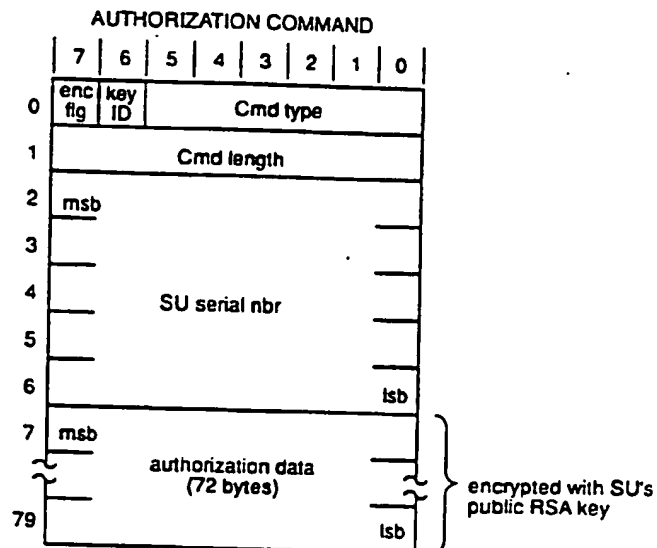 AUTHORIZATION COMMAND
7 6 5 4 3 2 1 0
0 enc flg key ID Cmd type
1 Cmd length
2 msb
3
4 SU serial nbr
5
6 lsb
7 msb
authorization data
(72 bytes)
encrypted with SU's
public RSA key
79 lsb